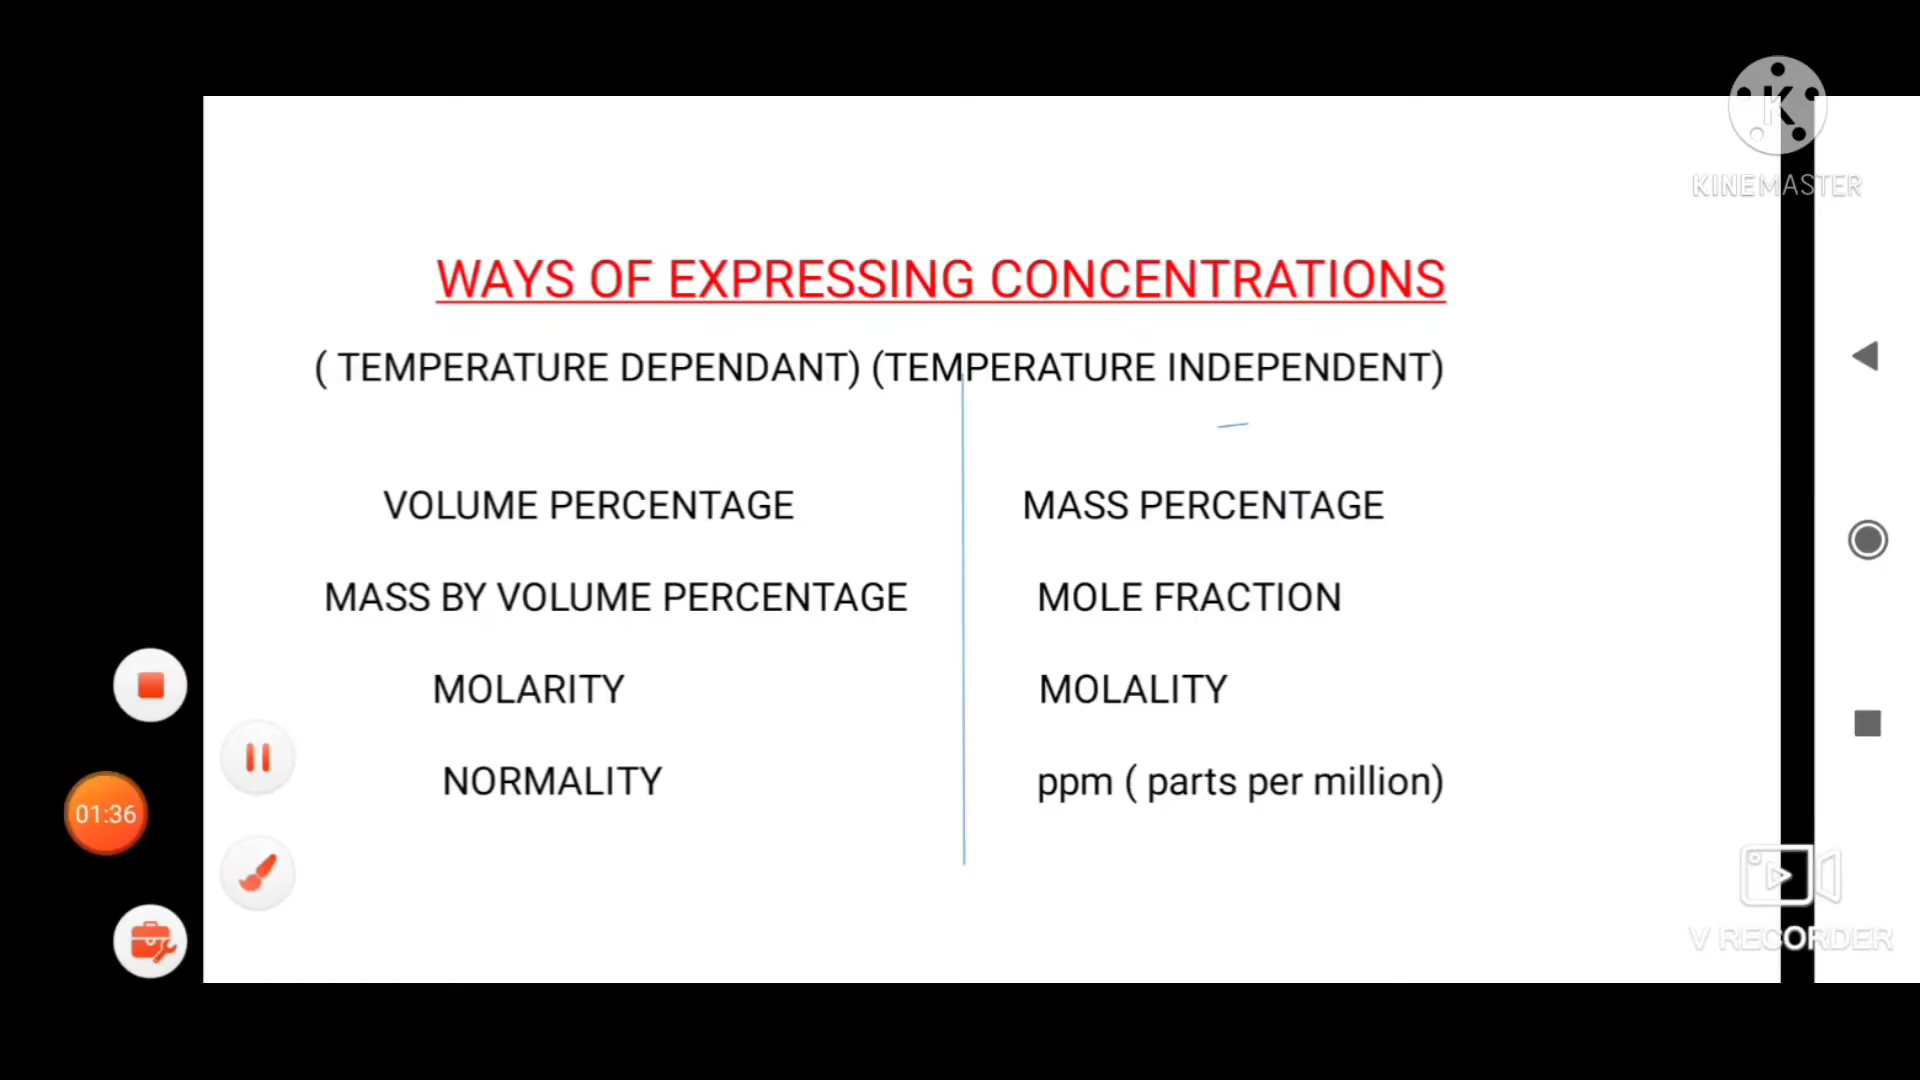 KINEMASTER
WAYS OF EXPRESSING CONCENTRATIONS
( TEMPERATURE DEPENDANT) (TEMPERATURE INDEPENDENT)
VOLUME PERCENTAGE MASS PERCENTAGE
MASS BY VOLUME PERCENTAGE MOLE FRACTION
MOLARITY MOLALITY
NORMALITY ppm ( parts per million)
01:36
V RECORDER